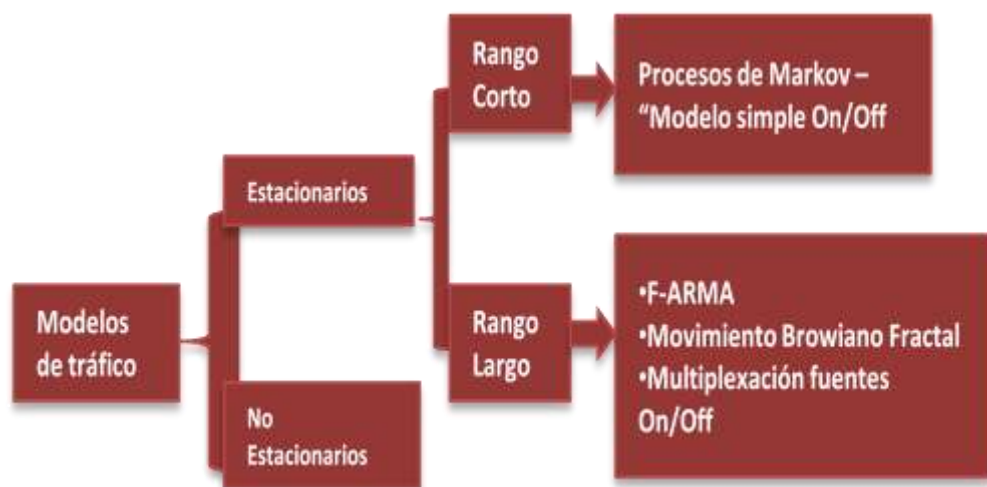 Modelos
de tráfico
Estacionarios
No
Estacionarios
Rango
Corto
Rango
Largo
Procesos de Markov –
“Modelo simple On/Off
•F-ARMA
•Movimiento Browiano Fractal
•Multiplexación fuentes
On/Off